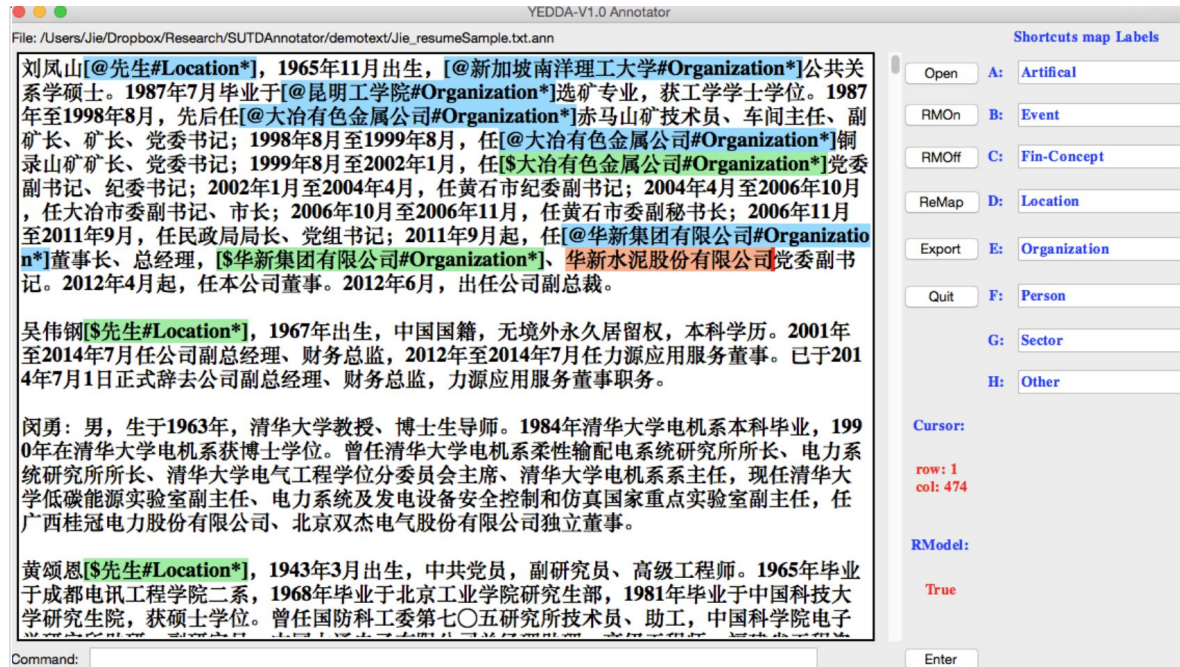 YEDDA-V1.0 Annotator
File: /Users/Jie/Dropbox/Research/SUTDAnnotator/demotext/Jie_resumeSample.txt.ann
刘凤山[@先生#Location*]，1965年11月出生，[@新加坡南洋理工大学#Organization*]公共关
系学硕士。1987年7月毕业于[@昆明工学院#Organization*]选矿专业，获工学学士学位。1987
年至1998年8月，先后任[@大冶有色金属公司#Organization*]赤马山矿技术员、车间主任、副
矿长、矿长、党委书记；1998年8月至1999年8月，任[@大冶有色金属公司#Organization*]铜
录山矿矿长、党委书记；1999年8月至2002年1月，任[$大冶有色金属公司#Organization*]党委
副书记、纪委书记；2002年1月至2004年4月，任黄石市纪委副书记；2004年4月至2006年10月
，任大冶市委副书记、市长；2006年10月至2006年11月，任黄石市委副秘书长；2006年11月
至2011年9月，任民政局局长、党组书记；2011年9月起，任[@华新集团有限公司#Organizatio
n*]董事长、总经理，[$华新集团有限公司#Organization*]、华新水泥股份有限公司党委副书
记。2012年4月起，任本公司董事。2012年6月，出任公司副总裁。
吴伟钢[$先生#Location*]，1967年出生，中国国籍，无境外永久居留权，本科学历。2001年
至2014年7月任公司副总经理、财务总监，2012年至2014年7月任力源应用服务董事。已于201
4年7月1日正式辞去公司副总经理、财务总监，力源应用服务董事职务。
闵勇：男，生于1963年，清华大学教授、博士生导师。1984年清华大学电机系本科毕业，199
0年在清华大学电机系获博士学位。曾任清华大学电机系柔性输配电系统研究所所长、电力系
统研究所所长、清华大学电气工程学位分委员会主席、清华大学电机系系主任，现任清华大
学低碳能源实验室副主任、电力系统及发电设备安全控制和仿真国家重点实验室副主任，任
广西桂冠电力股份有限公司、北京双杰电气股份有限公司独立董事。
黄颂恩[$先生#Location*]，1943年3月出生，中共党员，副研究员、高级工程师。1965年毕业
于成都电讯工程学院二系，1968年毕业于北京工业学院研究生部，1981年毕业于中国科技大
学研究生院，获硕士学位。曾任国防科工委第七〇五研究所技术员、助工，中国科学院电子
Command:
Open
RMOn
RMOff
ReMap
Export
Quit
Shortcuts map Labels
A: Artifical
B: Event
C: Fin-Concept
D: Location
E: Organization
F: Person
G: Sector
H: Other
Cursor:
row: 1
col: 474
RModel:
True
Enter